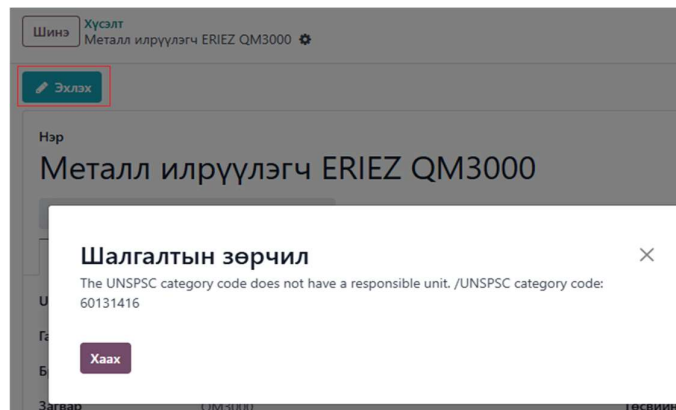 Шинэ
Хүсэлт
Металл илрүүлэгч ERIEZ QM3000
Эхлэх
Нэр
Металл илрүүлэгч ERIEZ QM3000
Шалгалтын зөрчил
The UNSPSC category code does not have a responsible unit. /UNSPSC category code:
60131416
Хаах
Загвар QM3000